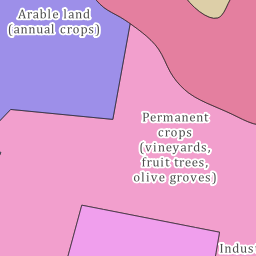 Arable land
(annual crops)
Permanent
crops
(vineyards,
fruit trees,
olive groves)